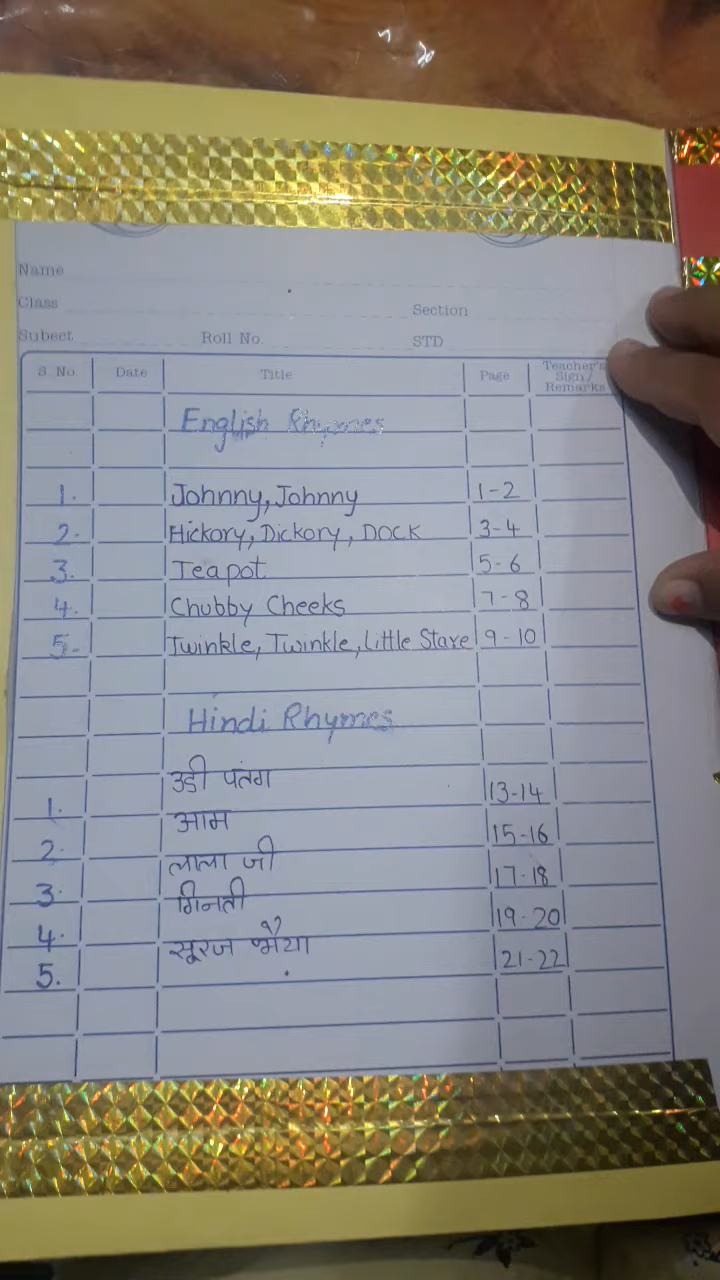 Name
Class Section
Subect Roll No. STD
S. No. Date Title Page Teacher's Sign/ Remarks
English Rhymes
1. Johnny, Johnny 1-2
2. Hickory, Dickory, Dock 3-4
3. Teapot 5-6
4. Chubby Cheeks 7-8
5. Twinkle, Twinkle, Little Stare 9-10
Hindi Rhymes
1. उडी पतंग 13-14
2. आम 15-16
3. लाला जी 17-18
4. गिनती 19-20
5. सूरज भैया 21-22